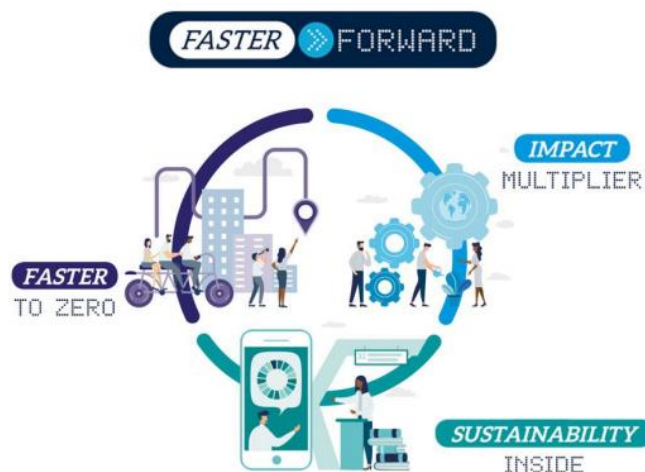 FASTER FORWARD
IMPACT
MULTIPLIER
FASTER
TO ZERO
SUSTAINABILITY
INSIDE